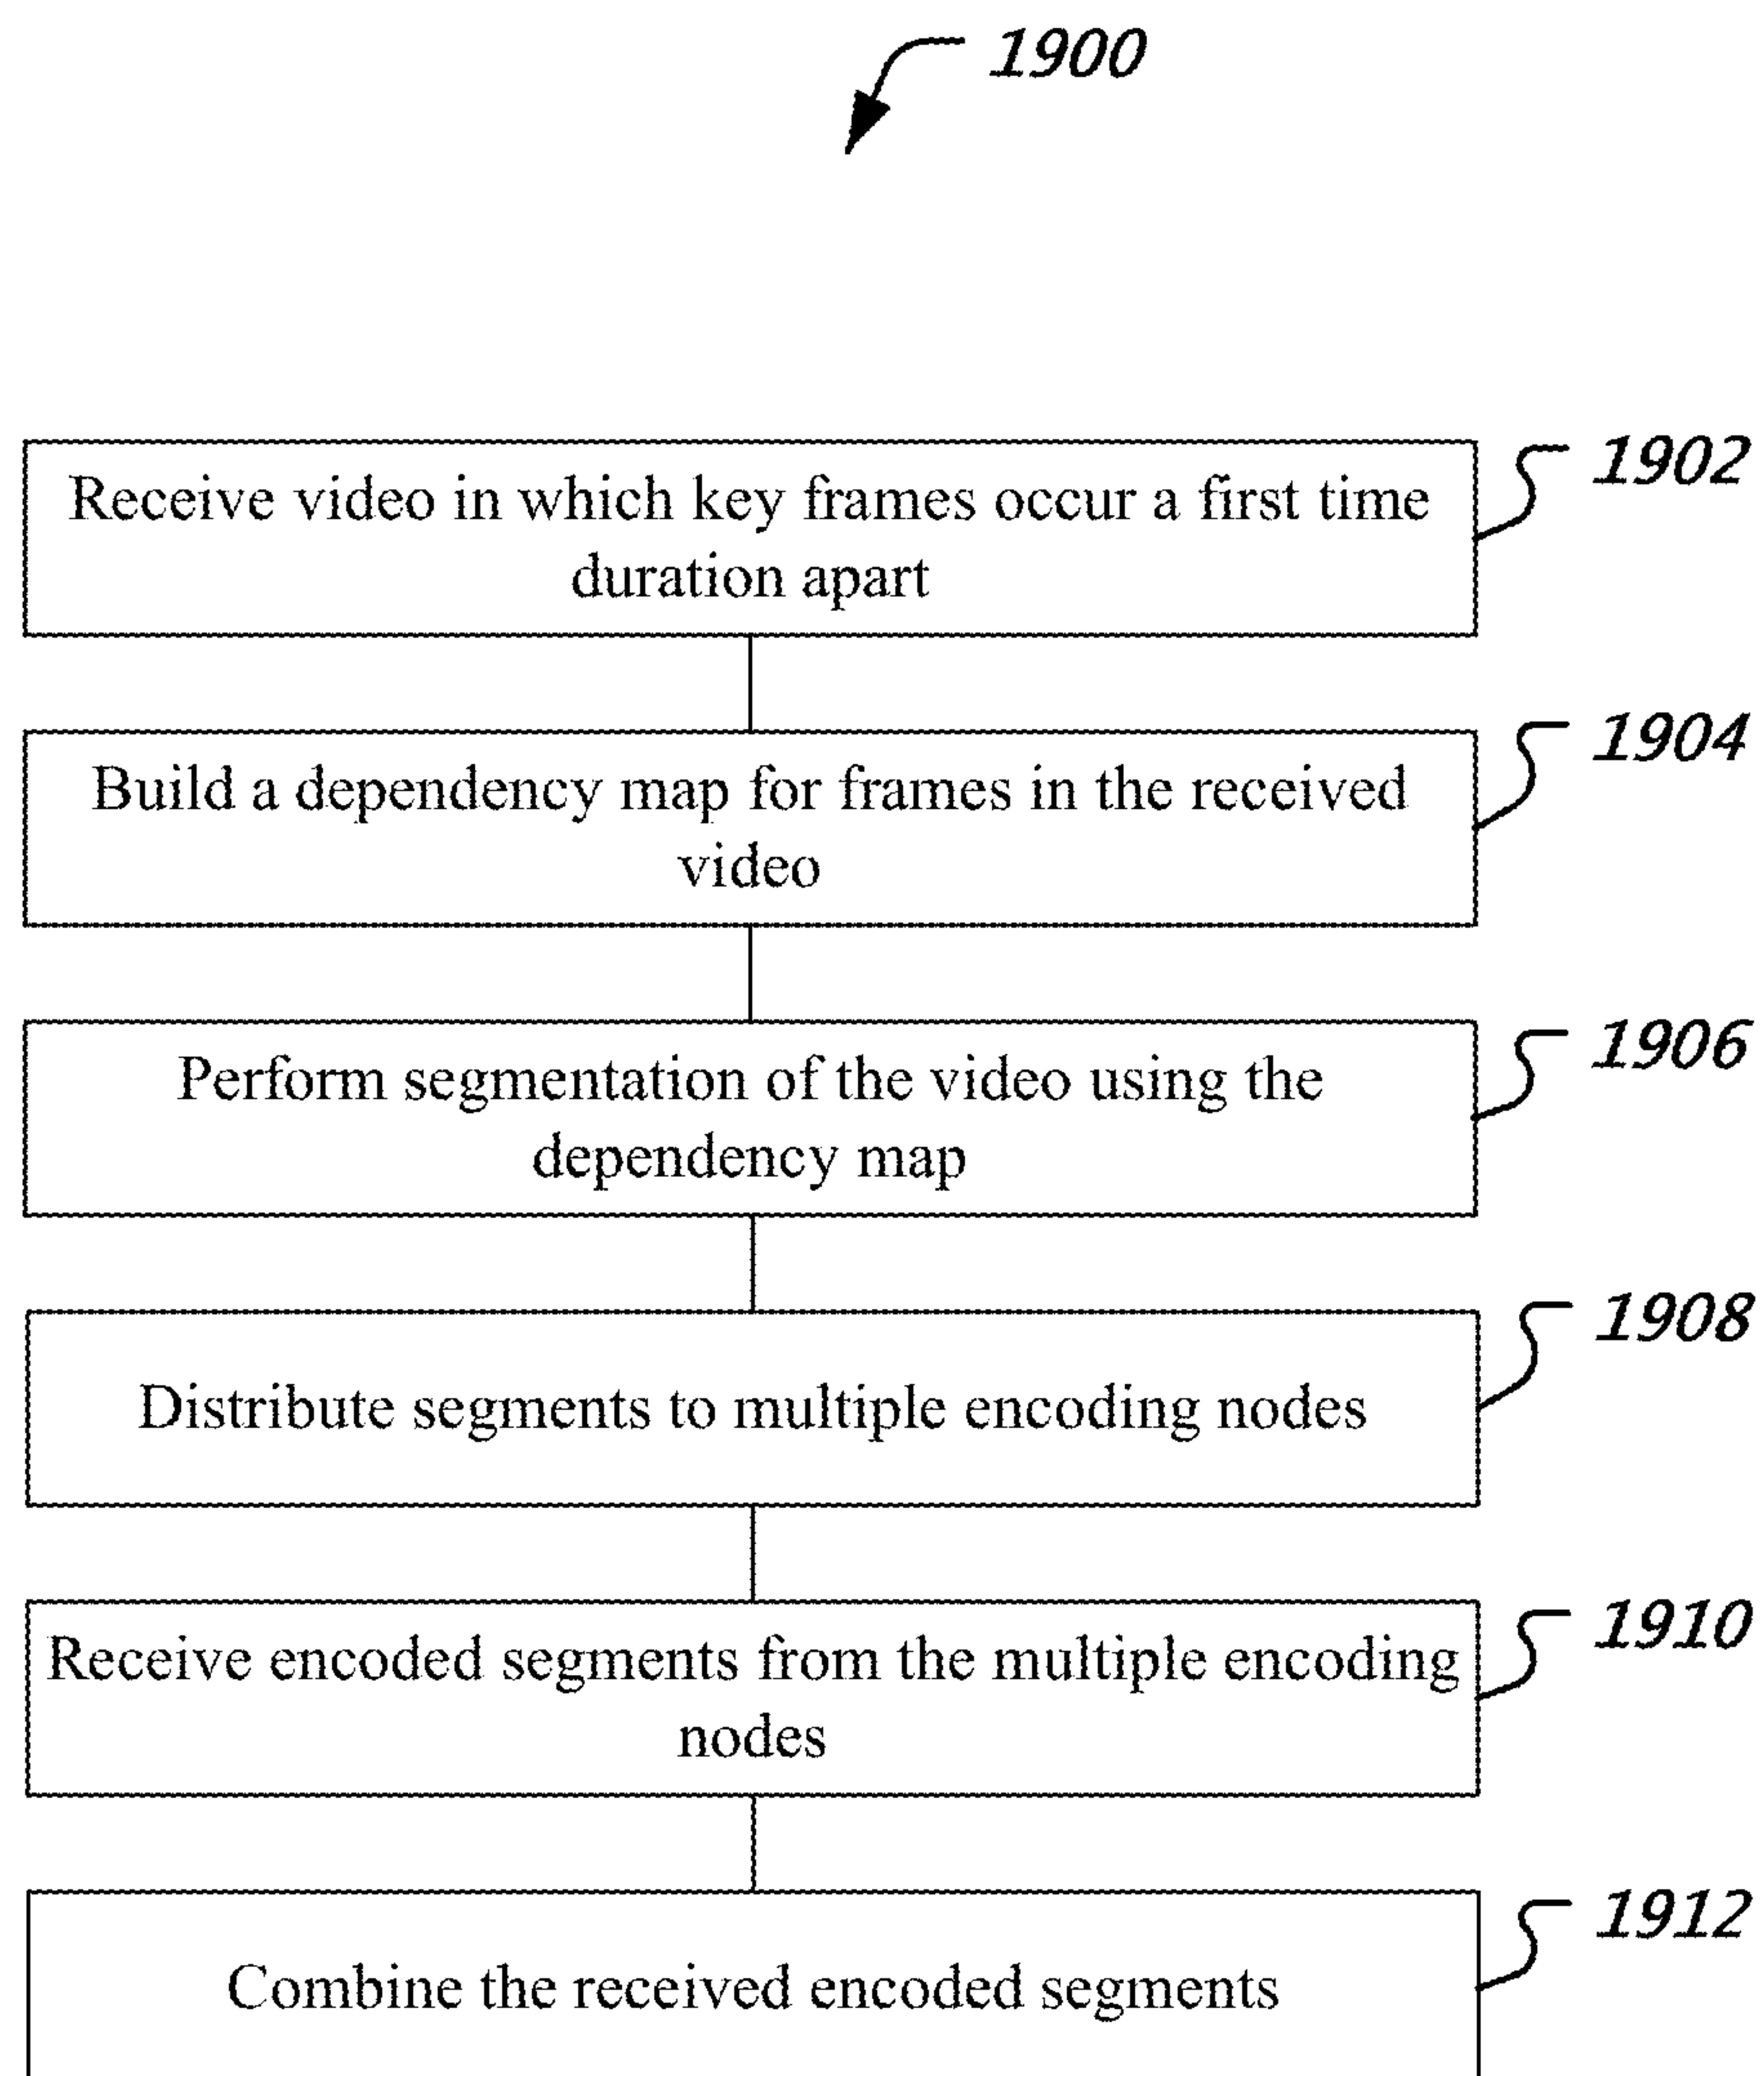 1900
Receive video in which key frames occur a first time
duration apart
1902
Build a dependency map for frames in the received
video
1904
Perform segmentation of the video using the
dependency map
1906
Distribute segments to multiple encoding nodes
1908
Receive encoded segments from the multiple encoding
nodes
1910
Combine the received encoded segments
1912